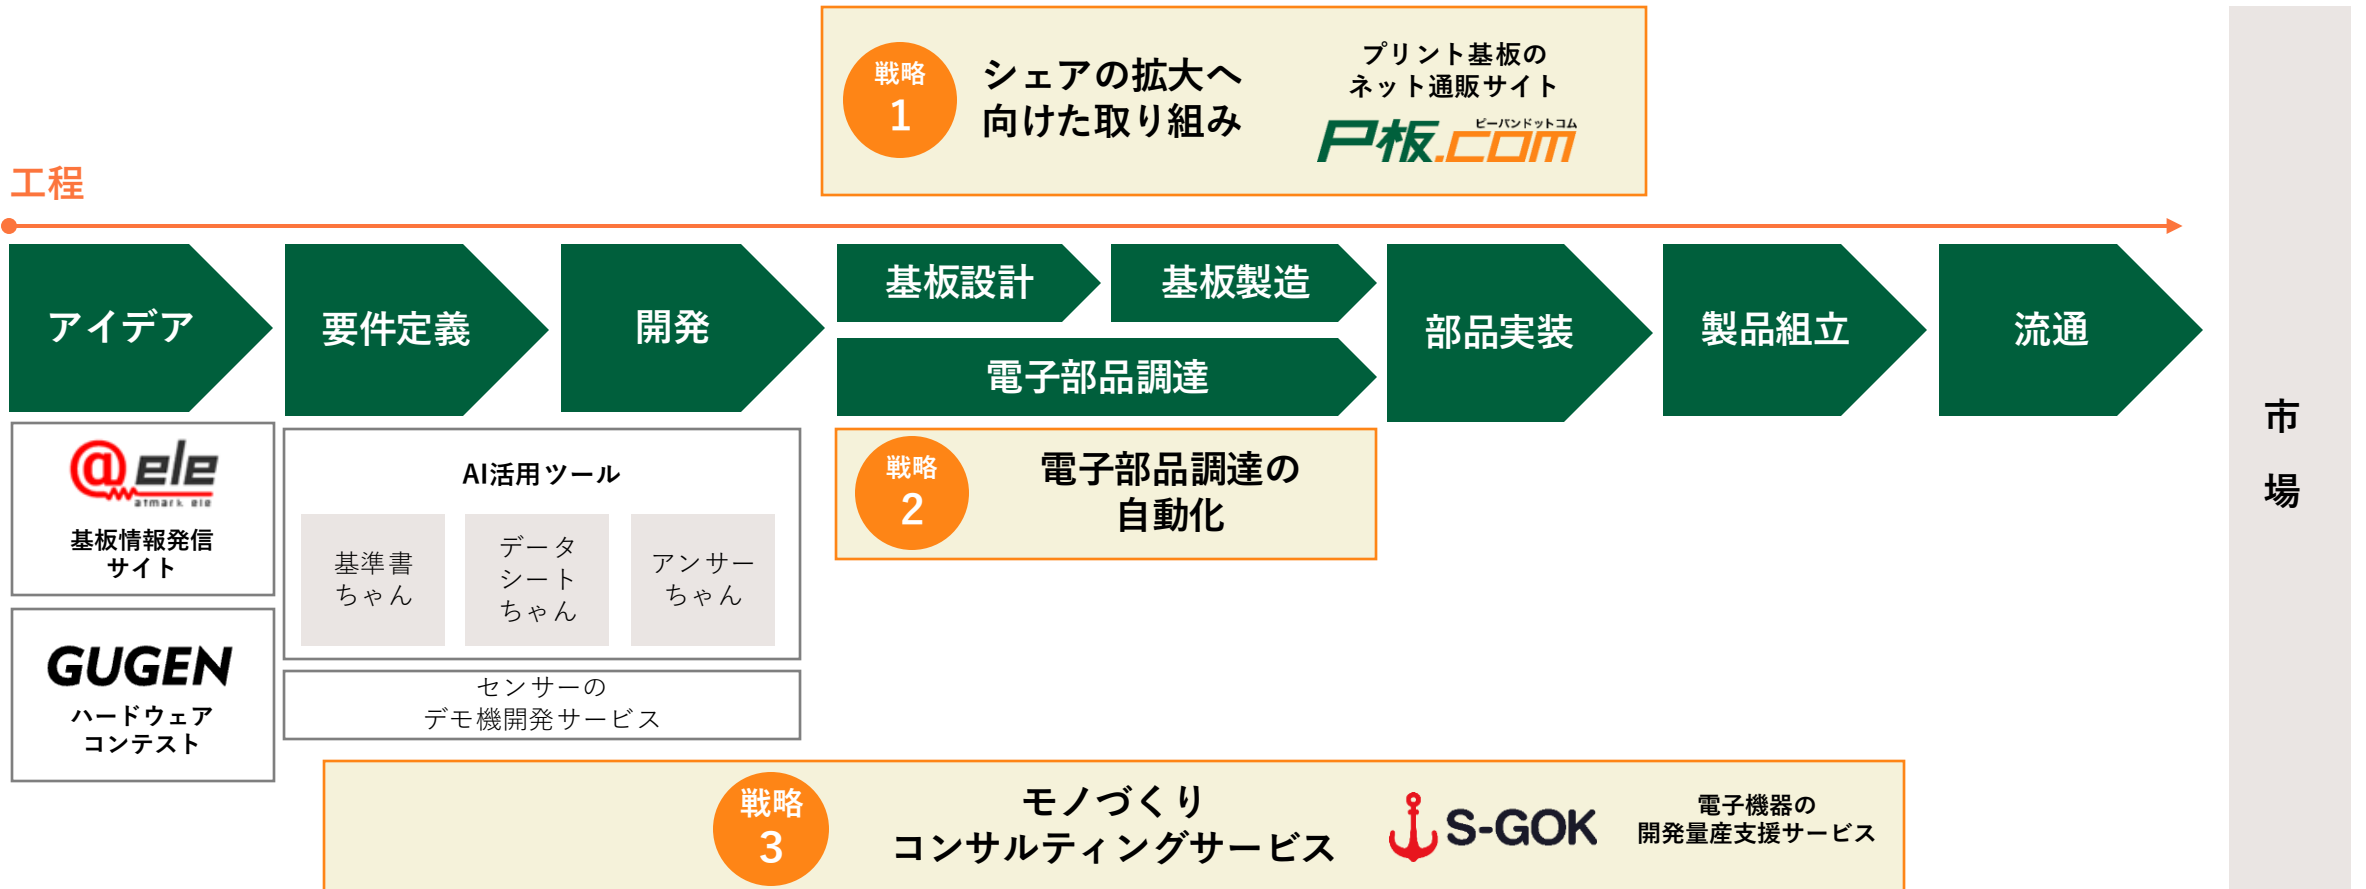 戦略
1
シェアの拡大へ
向けた取り組み
プリント基板の
ネット通販サイト
ピーバンドットコム
P板.com
工程
アイデア
要件定義
開発
基板設計
基板製造
電子部品調達
部品実装
製品組立
流通
市場
@ele
atmark ele
基板情報発信
サイト
GUGEN
ハードウェア
コンテスト
AI活用ツール
基準書
ちゃん
データ
シート
ちゃん
アンサー
ちゃん
センサーの
デモ機開発サービス
戦略
2
電子部品調達の
自動化
戦略
3
モノづくり
コンサルティングサービス
S-GOK
電子機器の
開発量産支援サービス